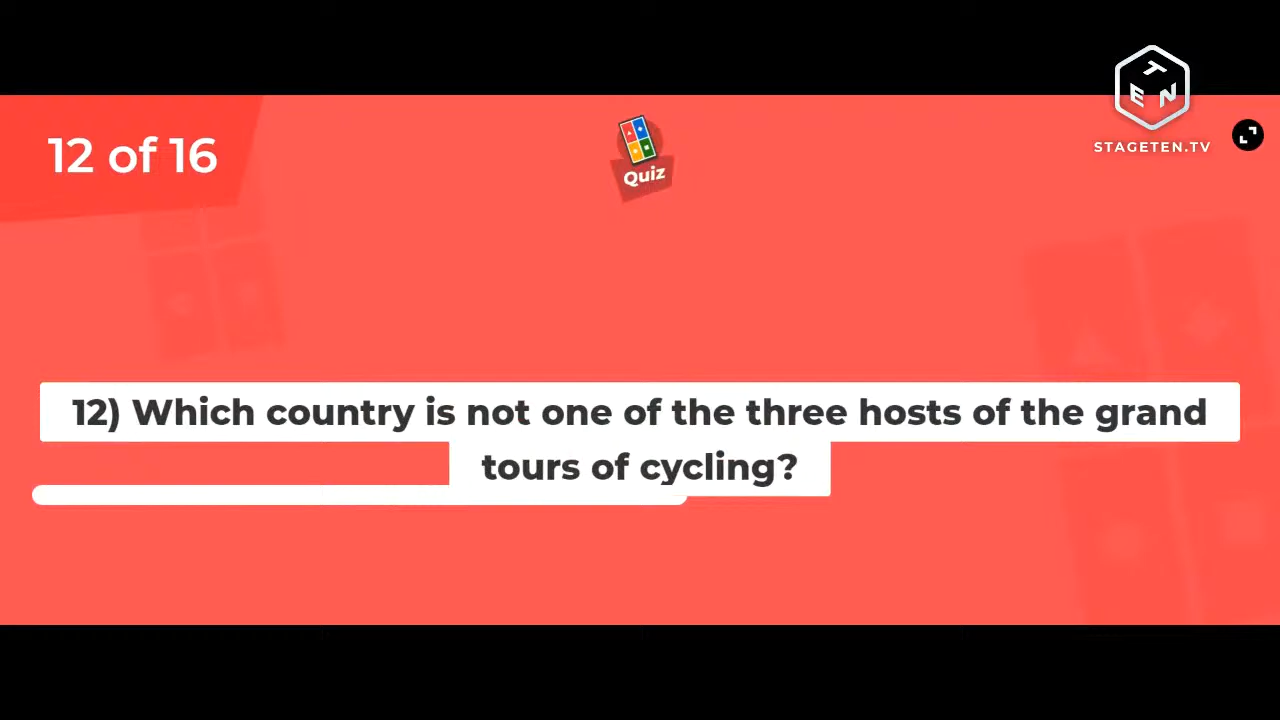 T
E N
STAGETEN.TV
12 of 16
Quiz
12) Which country is not one of the three hosts of the grand
tours of cycling?